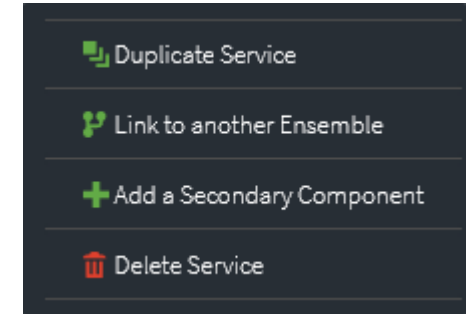 Duplicate Service
Link to another Ensemble
Add a Secondary Component
Delete Service